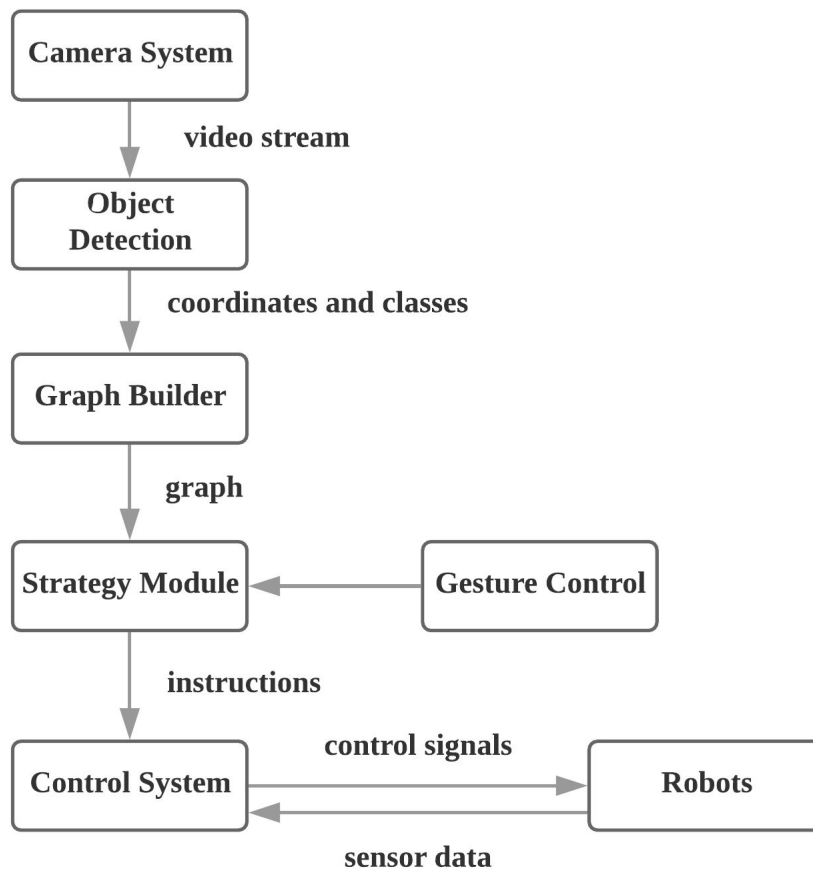 Camera System
video stream
Object
Detection
coordinates and classes
Graph Builder
graph
Strategy Module
Gesture Control
instructions
control signals
Control System
Robots
sensor data